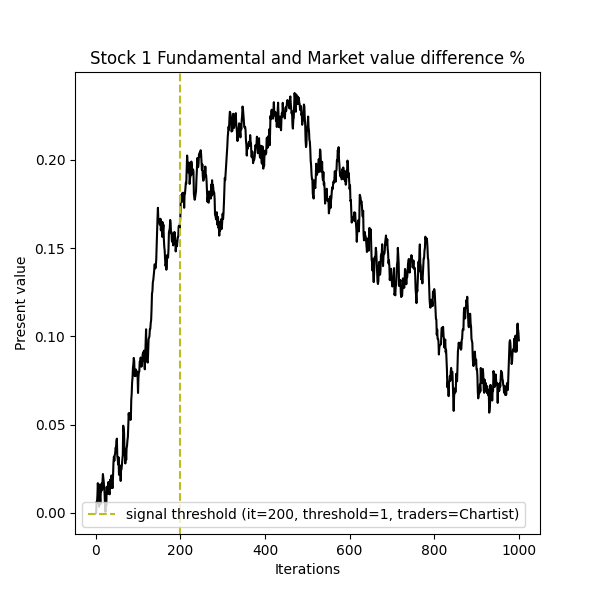 Stock 1 Fundamental and Market value difference %
Present value
0.20
0.15
0.10
0.05
0.00
signal threshold (it=200, threshold=1, traders=Chartist)
0 200 400 600 800 1000
Iterations